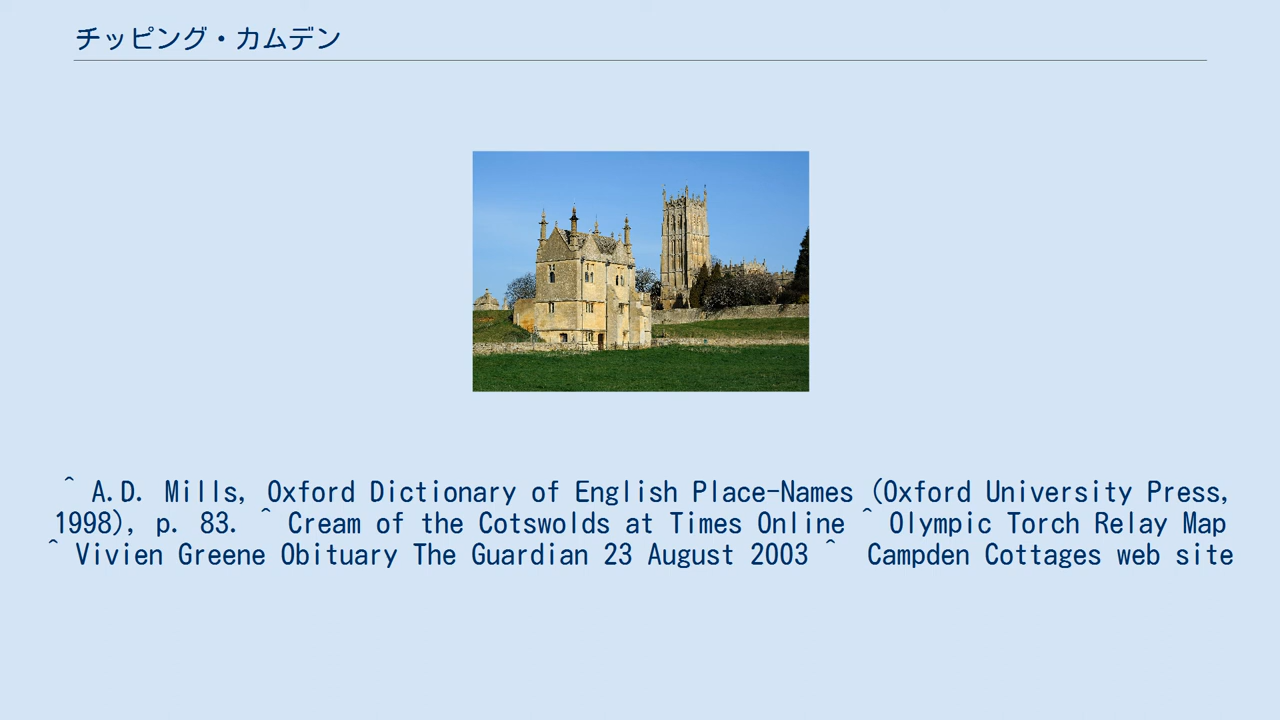 チッピング・カムデン
^ A.D. Mills, Oxford Dictionary of English Place-Names (Oxford University Press,
1998), p. 83. ^ Cream of the Cotswolds at Times Online ^ Olympic Torch Relay Map
^ Vivien Greene Obituary The Guardian 23 August 2003 ^ Campden Cottages web site